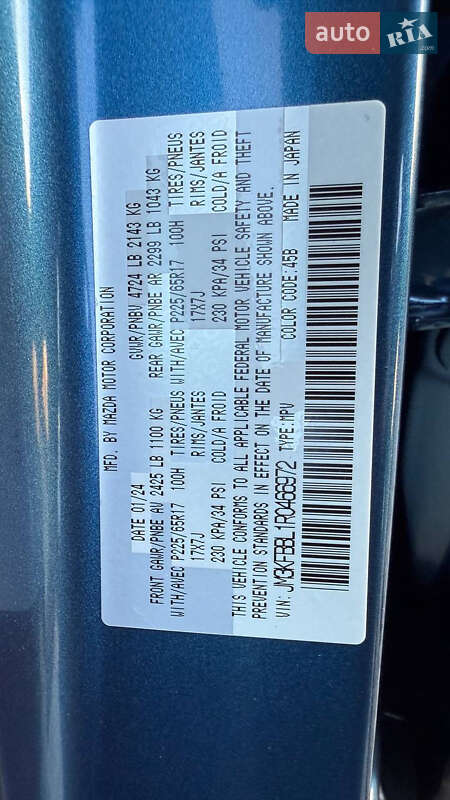 auto RIA.com
MFD. BY MAZDA MOTOR CORPORATION
DATE 01/24 GVWR/PNBV 4724 LB 2143 KG
FRONT GAWR/PNBE AV 2425 LB 1100 KG REAR GAWR/PNBE AR 2299 LB 1043 KG
WITH/AVEC P225/65R17 100H TIRES/PNEUS WITH/AVEC P225/65R17 100H TIRES/PNEUS
17X7J RIMS/JANTES 17X7J RIMS/JANTES
230 KPA/34 PSI COLD/A FROID 230 KPA/34 PSI COLD/A FROID
THIS VEHICLE CONFORMS TO ALL APPLICABLE FEDERAL MOTOR VEHICLE SAFETY AND THEFT
PREVENTION STANDARDS IN EFFECT ON THE DATE OF MANUFACTURE SHOWN ABOVE.
VIN: JM3KFBBL1R0466972 TYPE:MPV COLOR CODE:45B MADE IN JAPAN